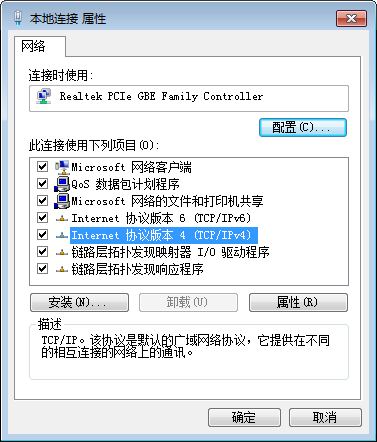 本地连接 属性
网络
连接时使用:
Realtek PCIe GBE Family Controller
配置(C)...
此连接使用下列项目(O):
Microsoft 网络客户端
QoS 数据包计划程序
Microsoft 网络的文件和打印机共享
Internet 协议版本 6 (TCP/IPv6)
Internet 协议版本 4 (TCP/IPv4)
链路层拓扑发现映射器 I/O 驱动程序
链路层拓扑发现响应程序
安装(N)... 卸载(U) 属性(R)
描述
TCP/IP。该协议是默认的广域网络协议，它提供在不同
的相互连接的网络上的通讯。
确定 取消